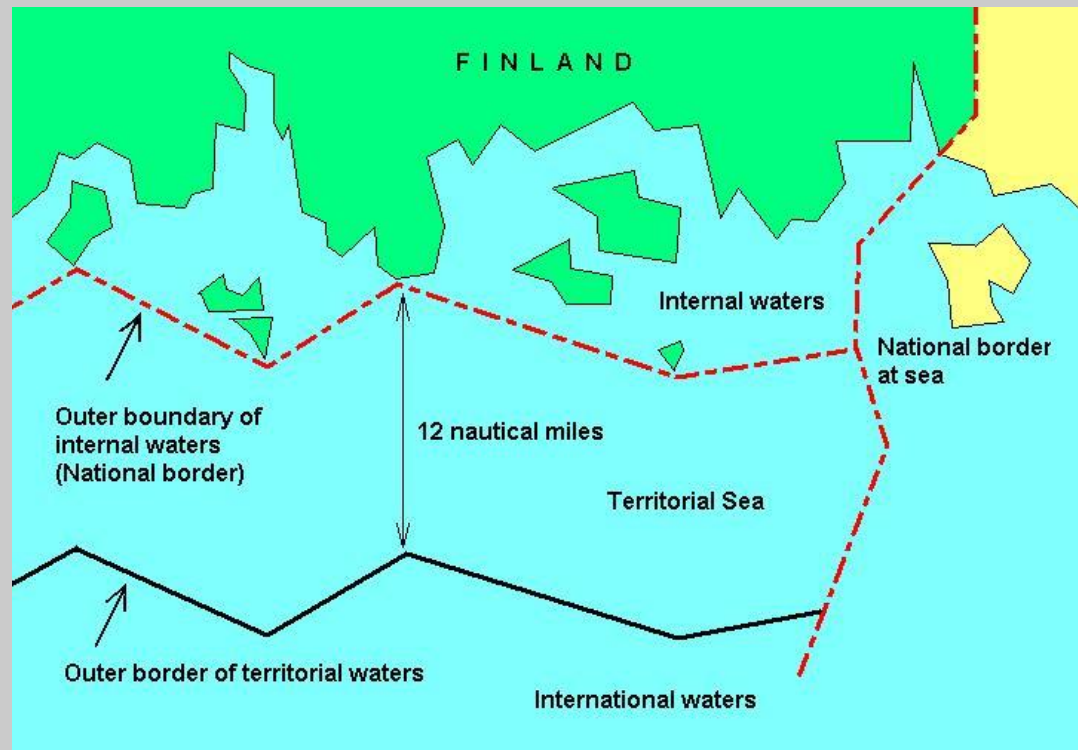 FINLAND
Internal waters
National border
at sea
Outer boundary of
internal waters
(National border)
12 nautical miles
Territorial Sea
Outer border of territorial waters
International waters